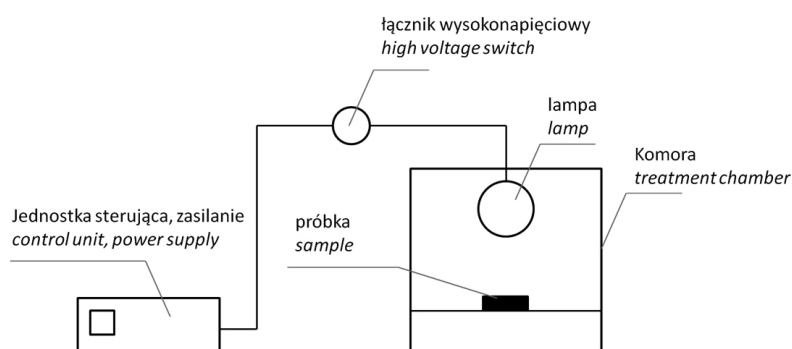 łącznik wysokonapięciowy
high voltage switch
lampa
lamp
Komora
treatment chamber
Jednostka sterująca, zasilanie
control unit, power supply
próbka
sample